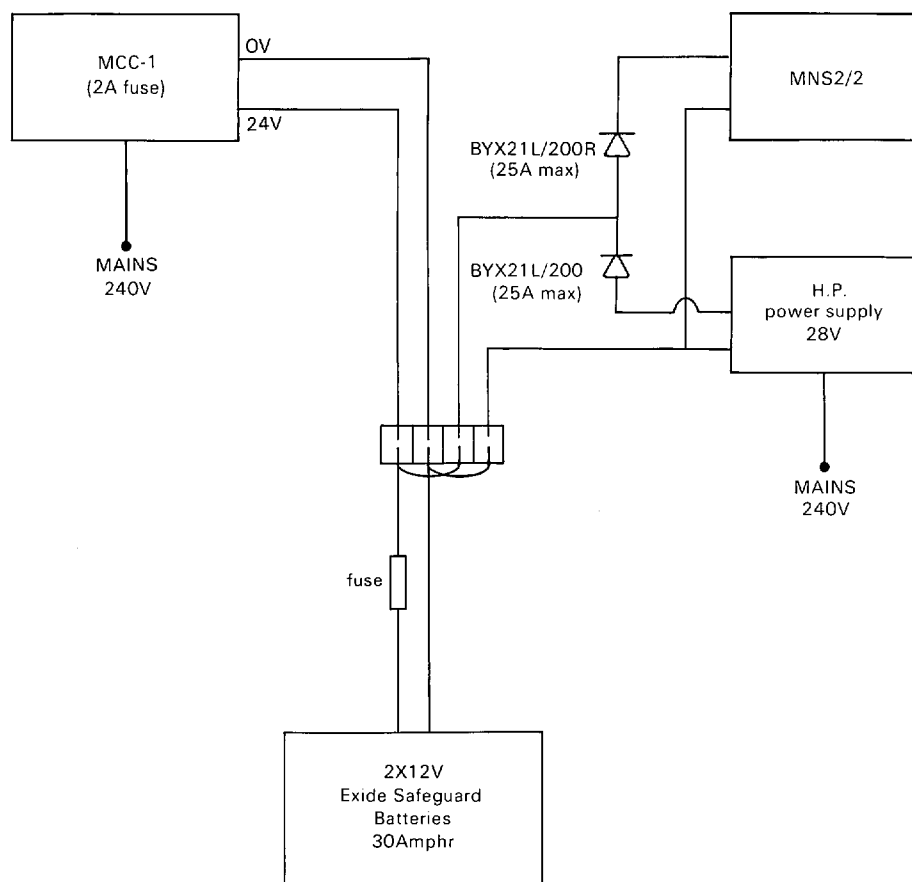 MCC-1
(2A fuse)
0V
24V
MAINS
240V
MNS2/2
BYX21L/200R
(25A max)
BYX21L/200
(25A max)
H.P.
power supply
28V
MAINS
240V
fuse
2X12V
Exide Safeguard
Batteries
30Amphr